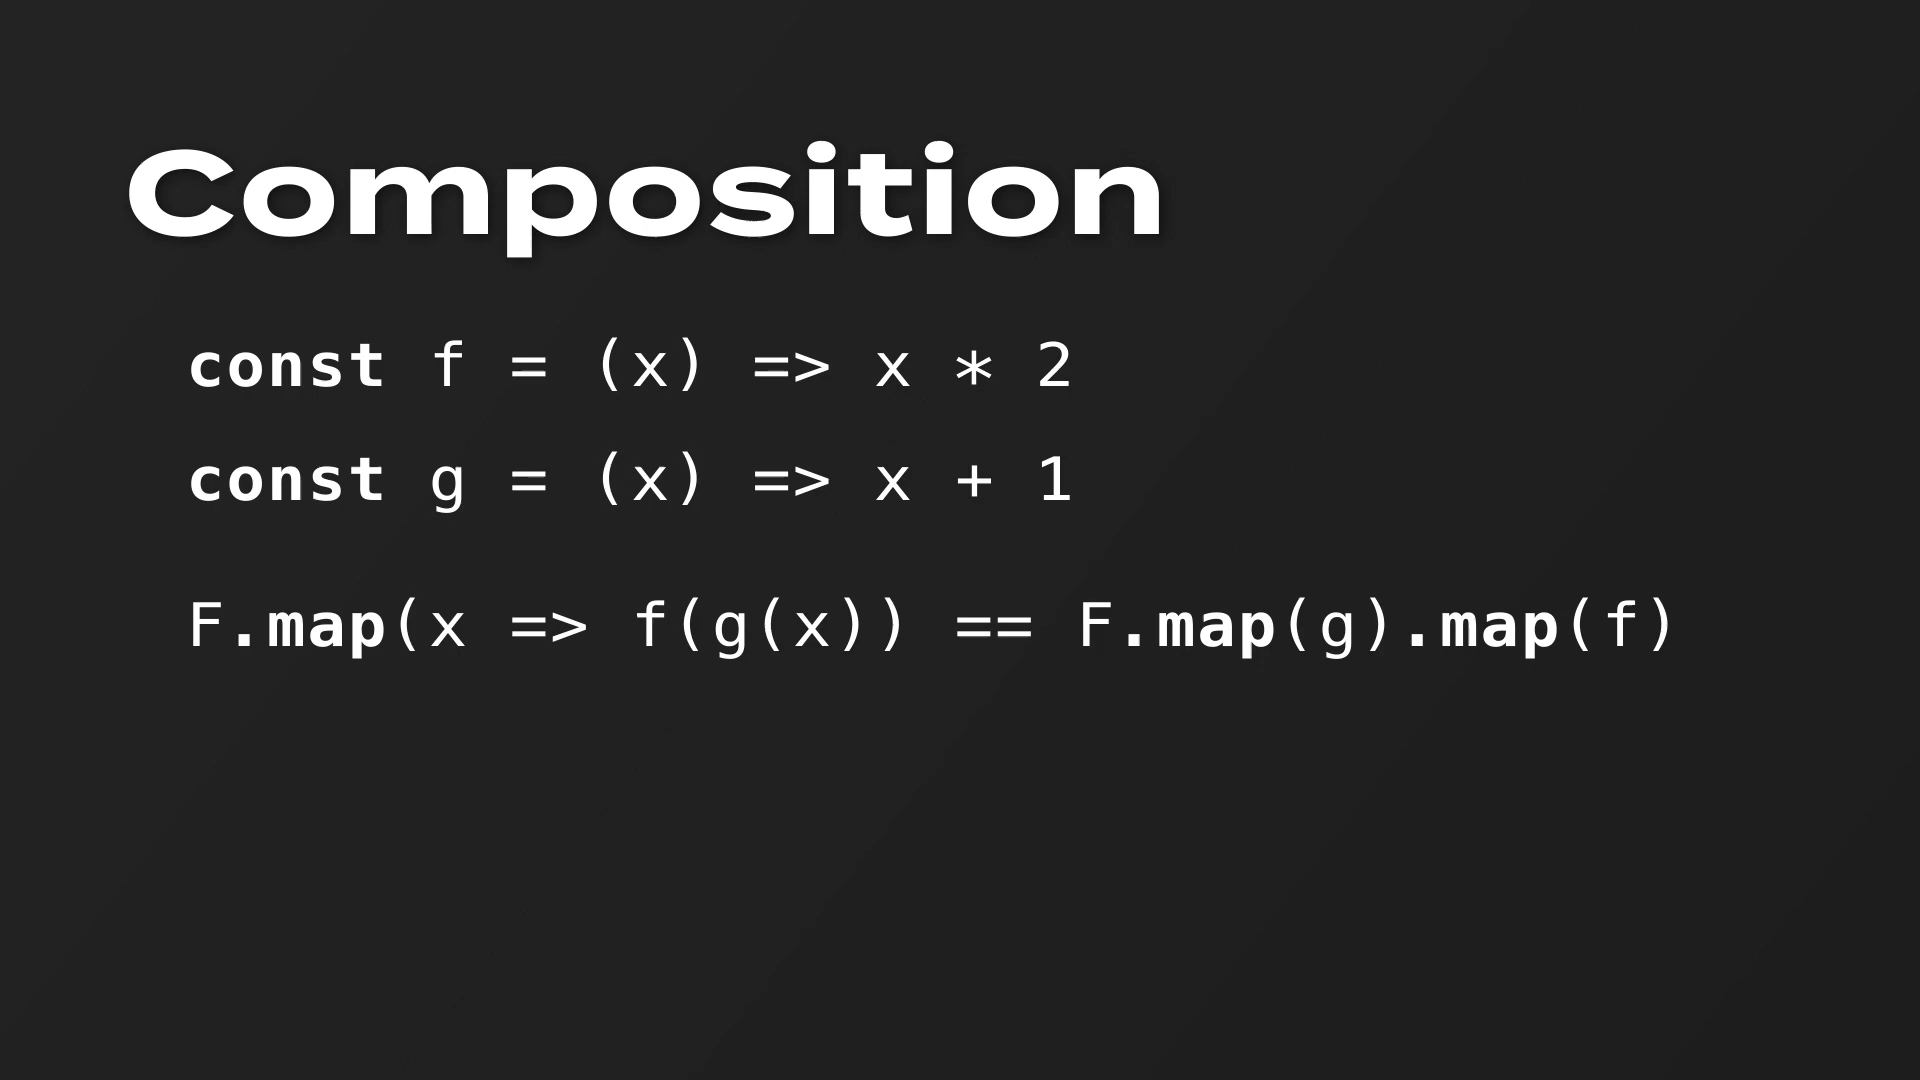 Composition
const f = (x) => x * 2
const g = (x) => x + 1
F.map(x => f(g(x)) == F.map(g).map(f)